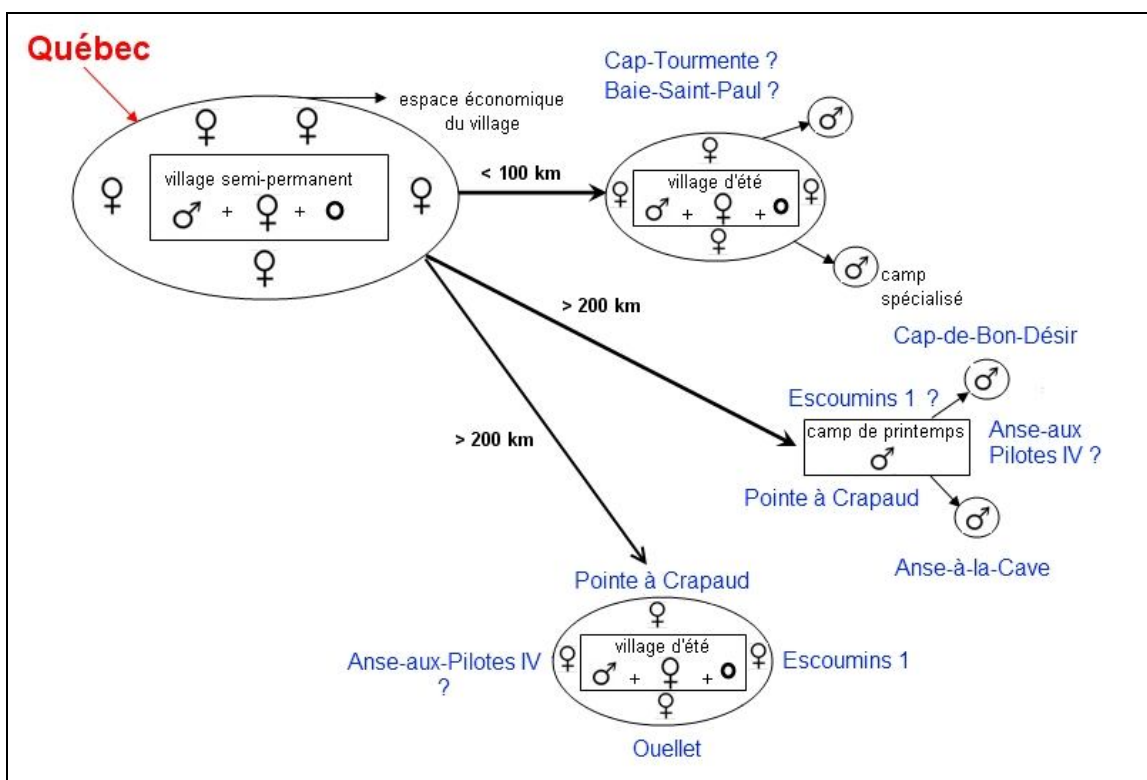 Québec
espace économique
du village
village semi-permanent
♂ + ♀ + o
< 100 km
Cap-Tourmente ?
Baie-Saint-Paul ?
village d'été
♂ + ♀ + o
camp
spécialisé
> 200 km
Cap-de-Bon-Désir
Escoumins 1 ?
camp de printemps
Anse-aux
Pilotes IV ?
Pointe à Crapaud
Anse-à-la-Cave
> 200 km
Pointe à Crapaud
Anse-aux-Pilotes IV
?
village d'été
♂ + ♀ + o
Escoumins 1
Ouellet